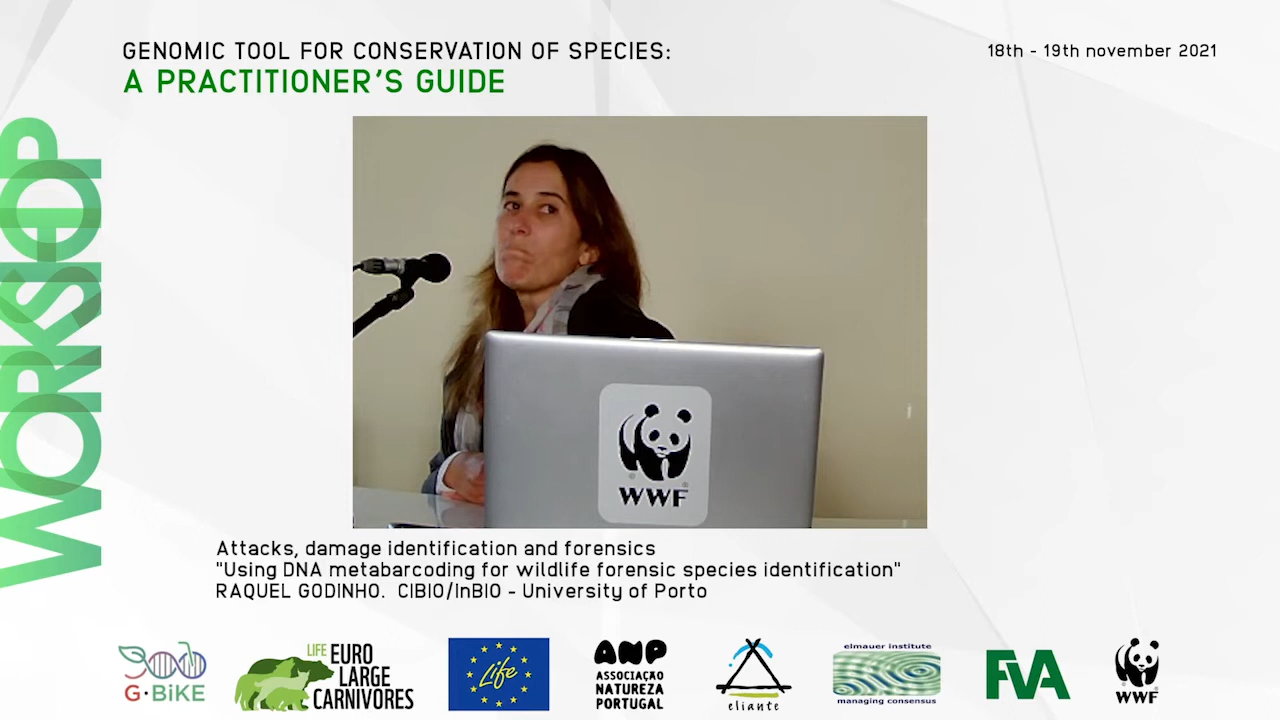 GENOMIC TOOL FOR CONSERVATION OF SPECIES:
A PRACTITIONER'S GUIDE
18th - 19th november 2021
WORKSHOP
WWF
Attacks, damage identification and forensics
"Using DNA metabarcoding for wildlife forensic species identification"
RAQUEL GODINHO. CIBIO/InBIO - University of Porto
G·BiKE
LIFE EURO
LARGE
CARNIVORES
Life
ANP
ASSOCIAÇÃO
NATUREZA
PORTUGAL
eliante
elmauer institute
managing consensus
FVA
WWF